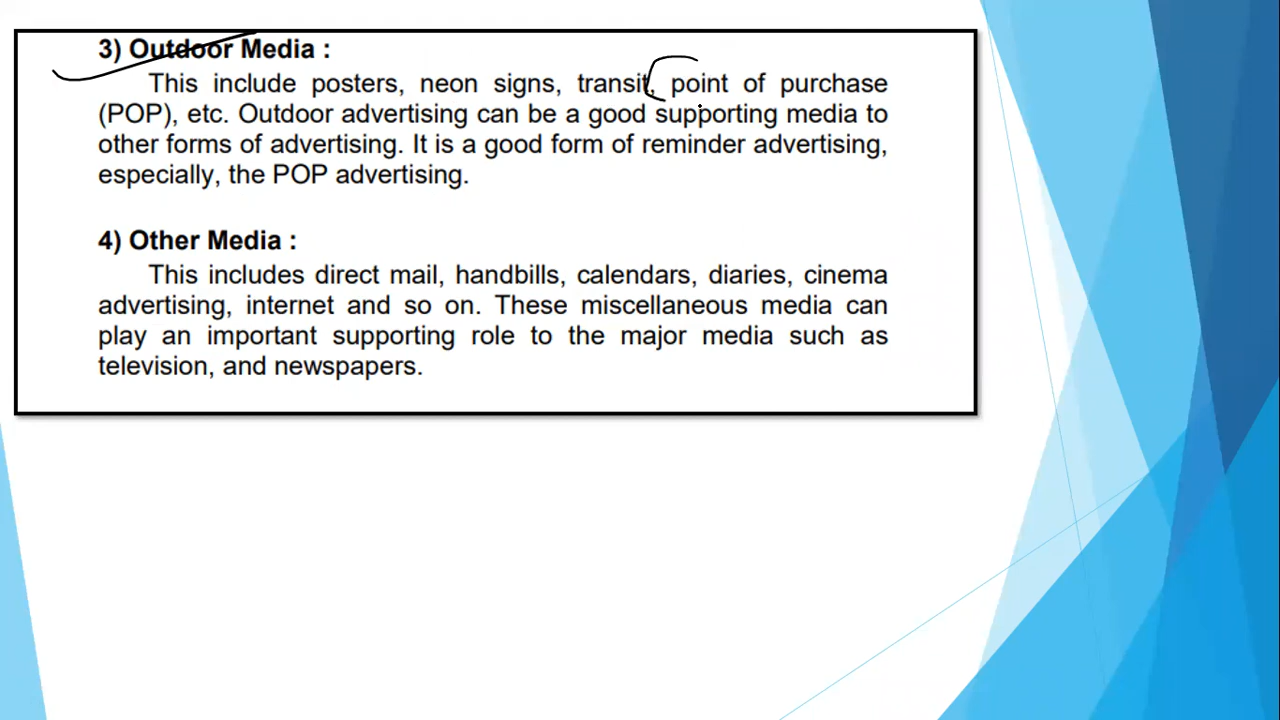 3) Outdoor Media :
This include posters, neon signs, transit, point of purchase
(POP), etc. Outdoor advertising can be a good supporting media to
other forms of advertising. It is a good form of reminder advertising,
especially, the POP advertising.
4) Other Media :
This includes direct mail, handbills, calendars, diaries, cinema
advertising, internet and so on. These miscellaneous media can
play an important supporting role to the major media such as
television, and newspapers.